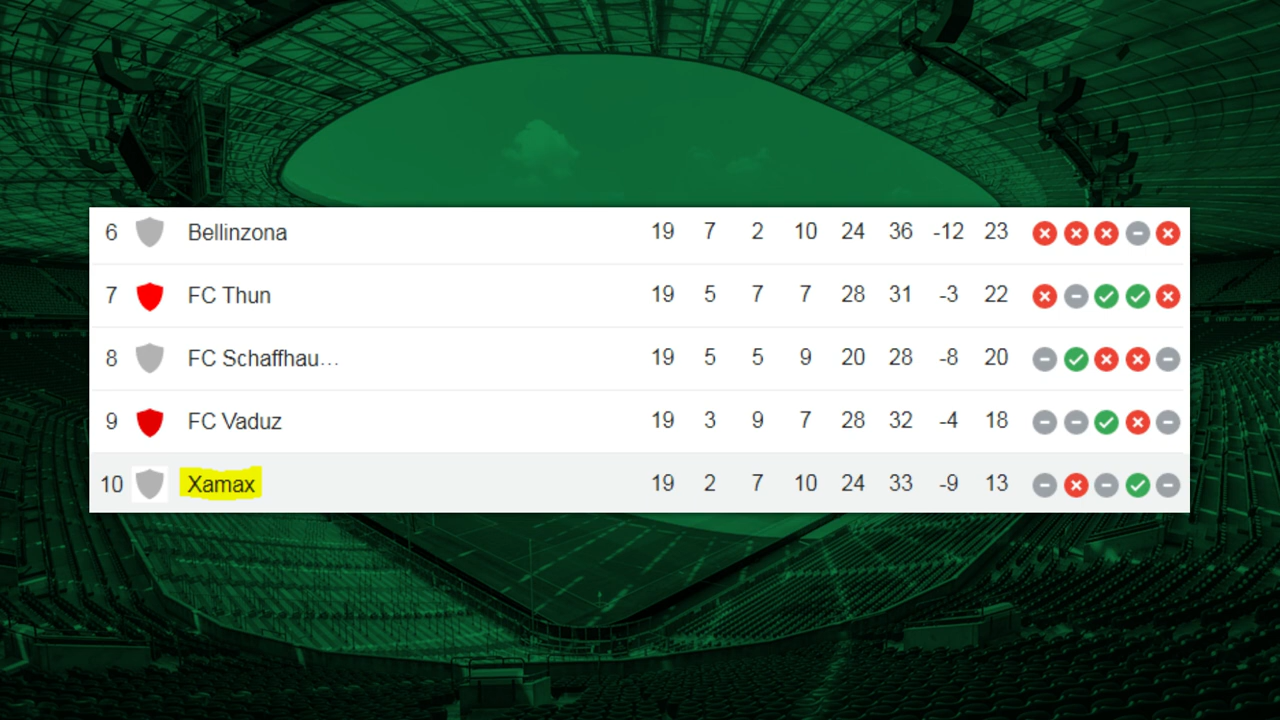 6 Bellinzona 19 7 2 10 24 36 -12 23
7 FC Thun 19 5 7 7 28 31 -3 22
8 FC Schaffhau... 19 5 5 9 20 28 -8 20
9 FC Vaduz 19 3 9 7 28 32 -4 18
10 Xamax 19 2 7 10 24 33 -9 13